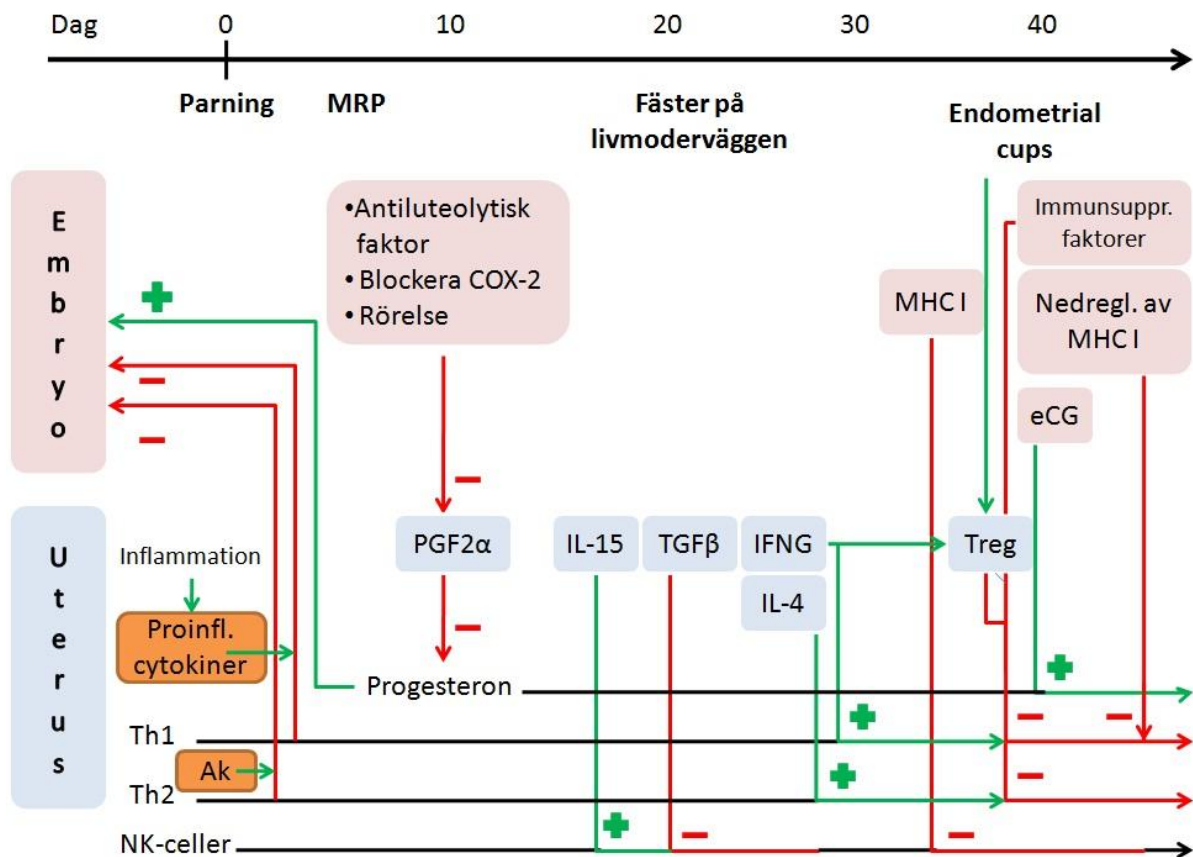 Dag 0 10 20 30 40
Parning MRP Fäster på livmoderväggen Endometrial cups
Embryo
•Antiluteolytisk
faktor
• Blockera COX-2
• Rörelse
MHC I
Immunsuppr.
faktorer
Nedregl. av
MHC I
eCG
+
−
−
−
Uterus
Inflammation
Proinfl.
cytokiner
PGF2α
IL-15
TGFβ
IFNG
IL-4
Treg
−
Progesteron
+
Th1
+
−
−
Ak
Th2
+
−
NK-celler
+
−
−